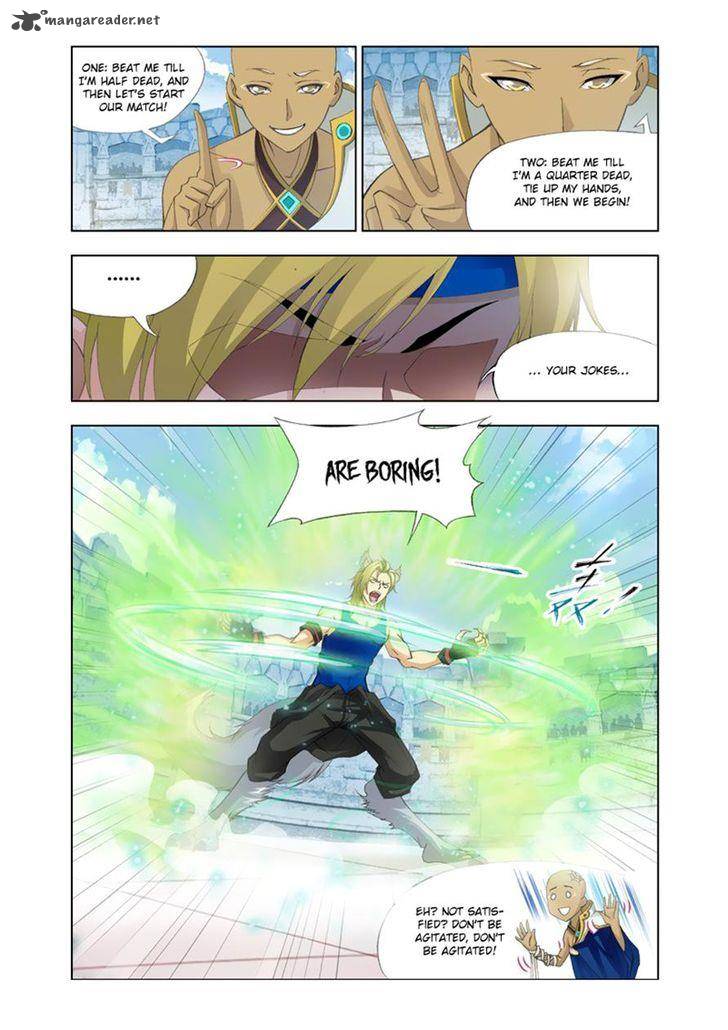 mangareader.net
ONE: BEAT ME TILL
I'M HALF DEAD, AND
THEN LET'S START
OUR MATCH!
TWO: BEAT ME TILL
I'M A QUARTER DEAD,
TIE UP MY HANDS,
AND THEN WE BEGIN!
......
... YOUR JOKES...
ARE BORING!
EH? NOT SATIS-
FIED? DON'T BE
AGITATED, DON'T
BE AGITATED!